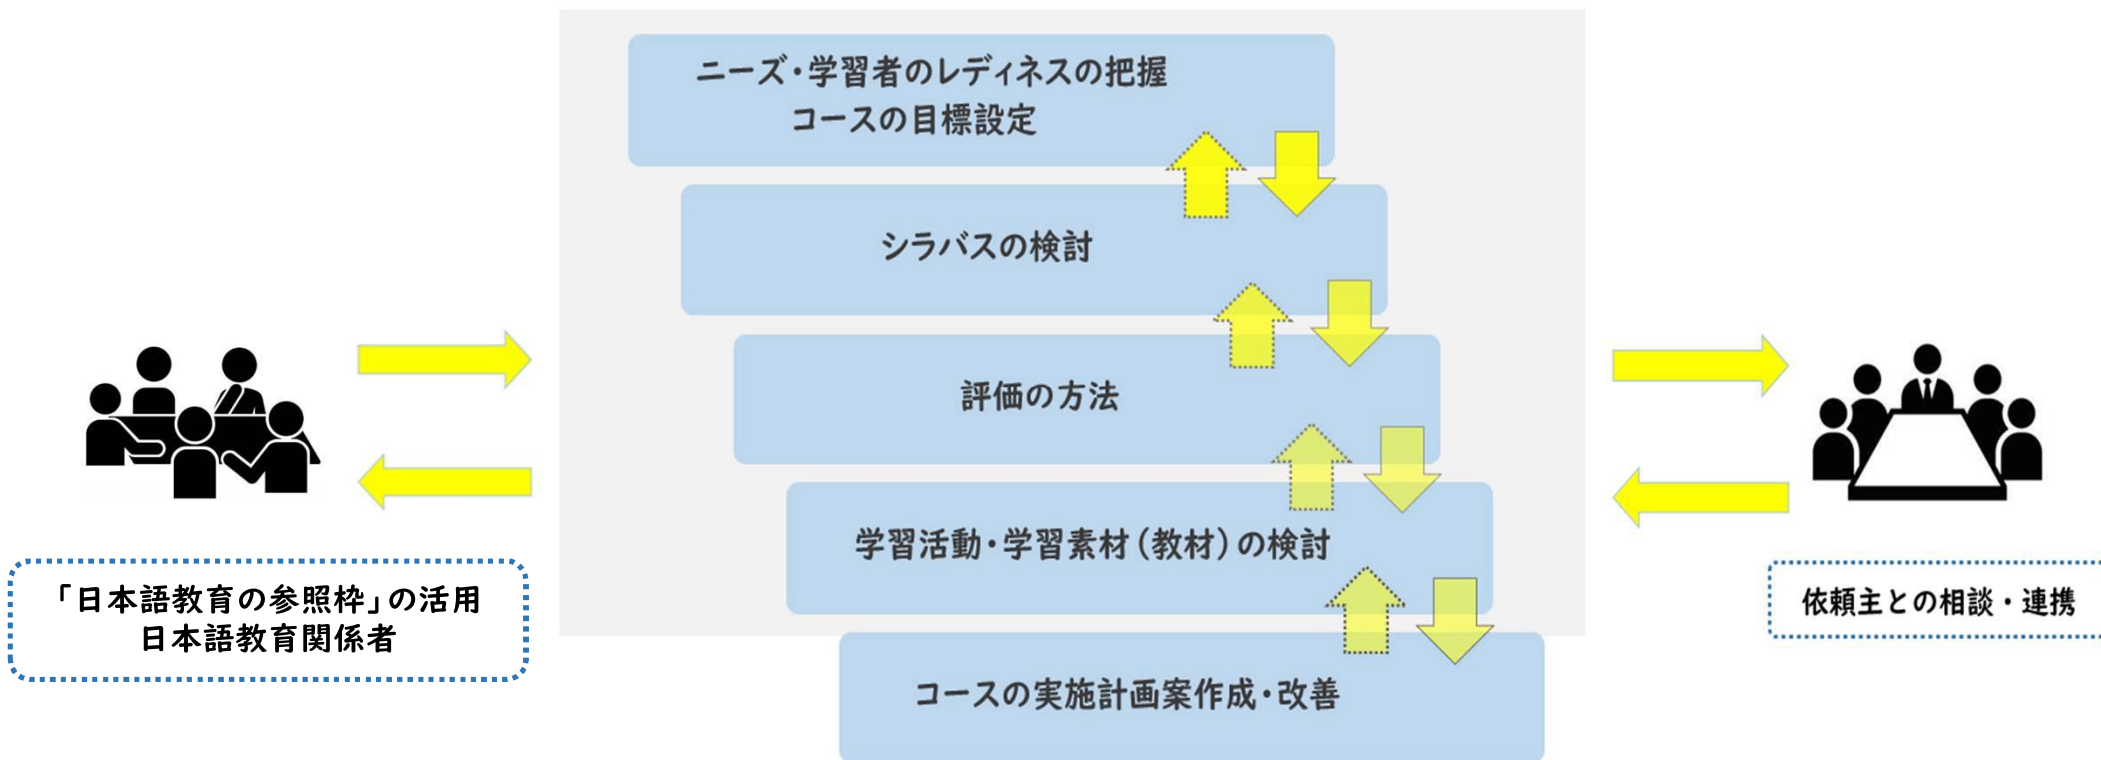 ニーズ・学習者のレディネスの把握
コースの目標設定
シラバスの検討
評価の方法
学習活動・学習素材(教材)の検討
コースの実施計画案作成・改善
「日本語教育の参照枠」の活用
日本語教育関係者
依頼主との相談・連携